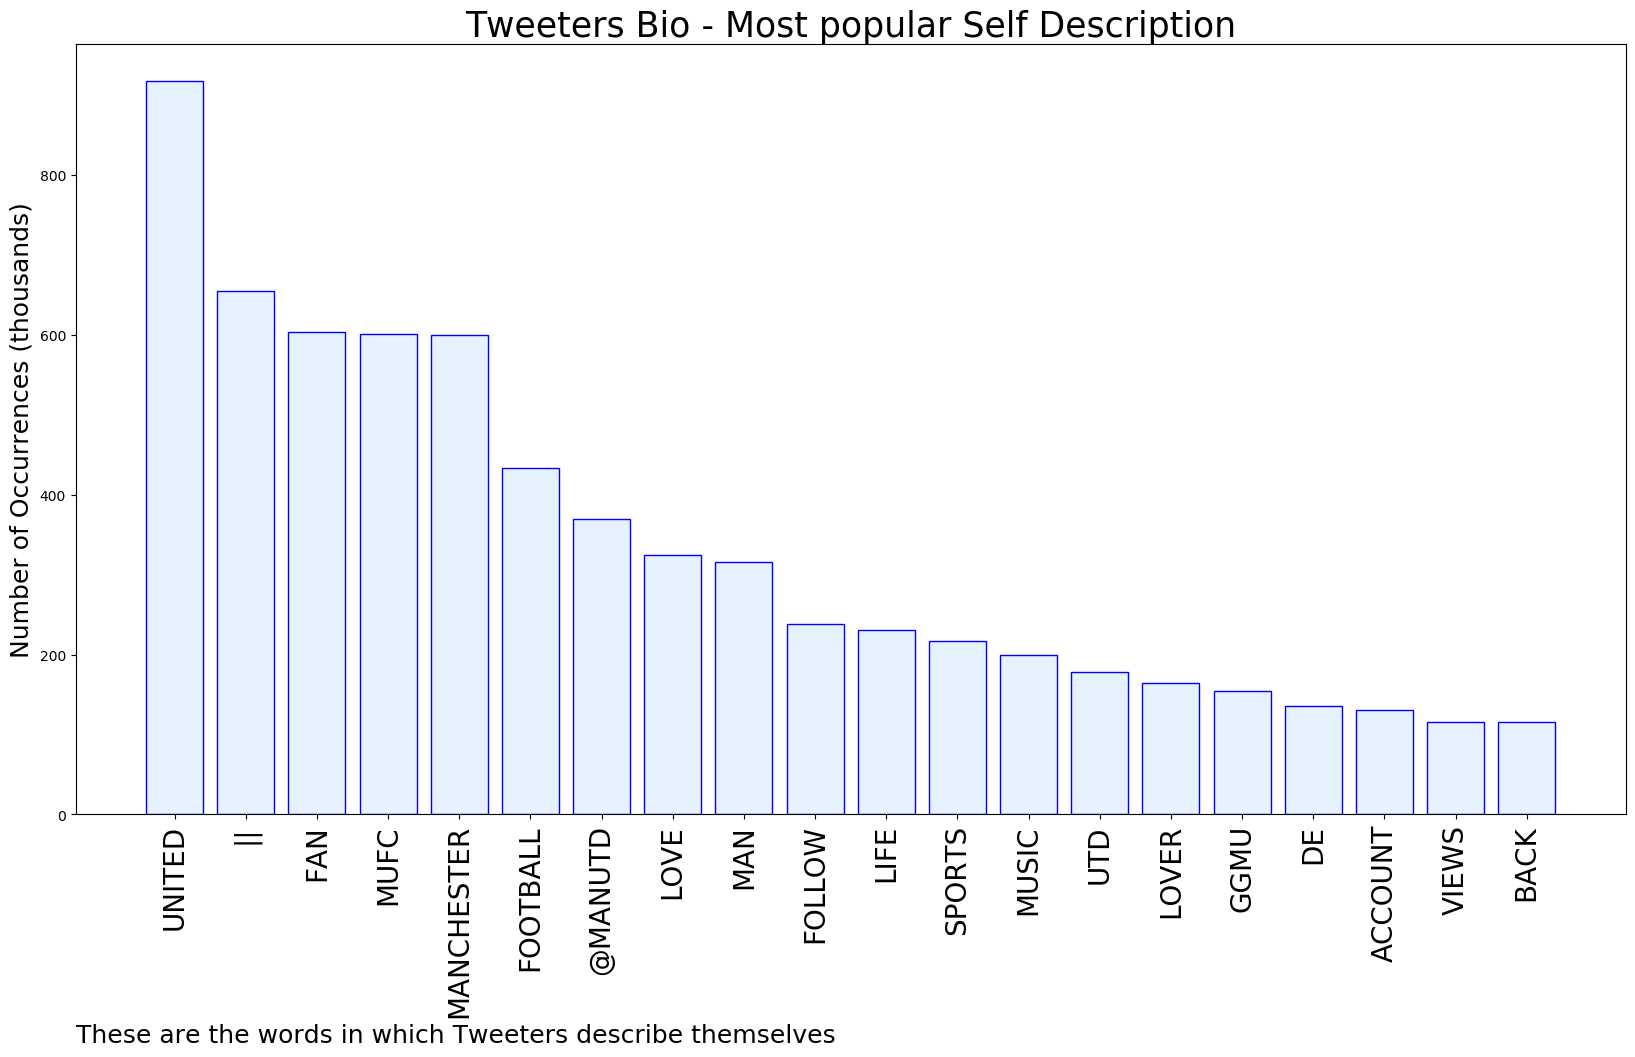 Tweeters Bio - Most popular Self Description
Number of Occurrences (thousands)
800
600
400
200
0
UNITED
||
FAN
MUFC
MANCHESTER
FOOTBALL
@MANUTD
LOVE
MAN
FOLLOW
LIFE
SPORTS
MUSIC
UTD
LOVER
GGMU
DE
ACCOUNT
VIEWS
BACK
These are the words in which Tweeters describe themselves